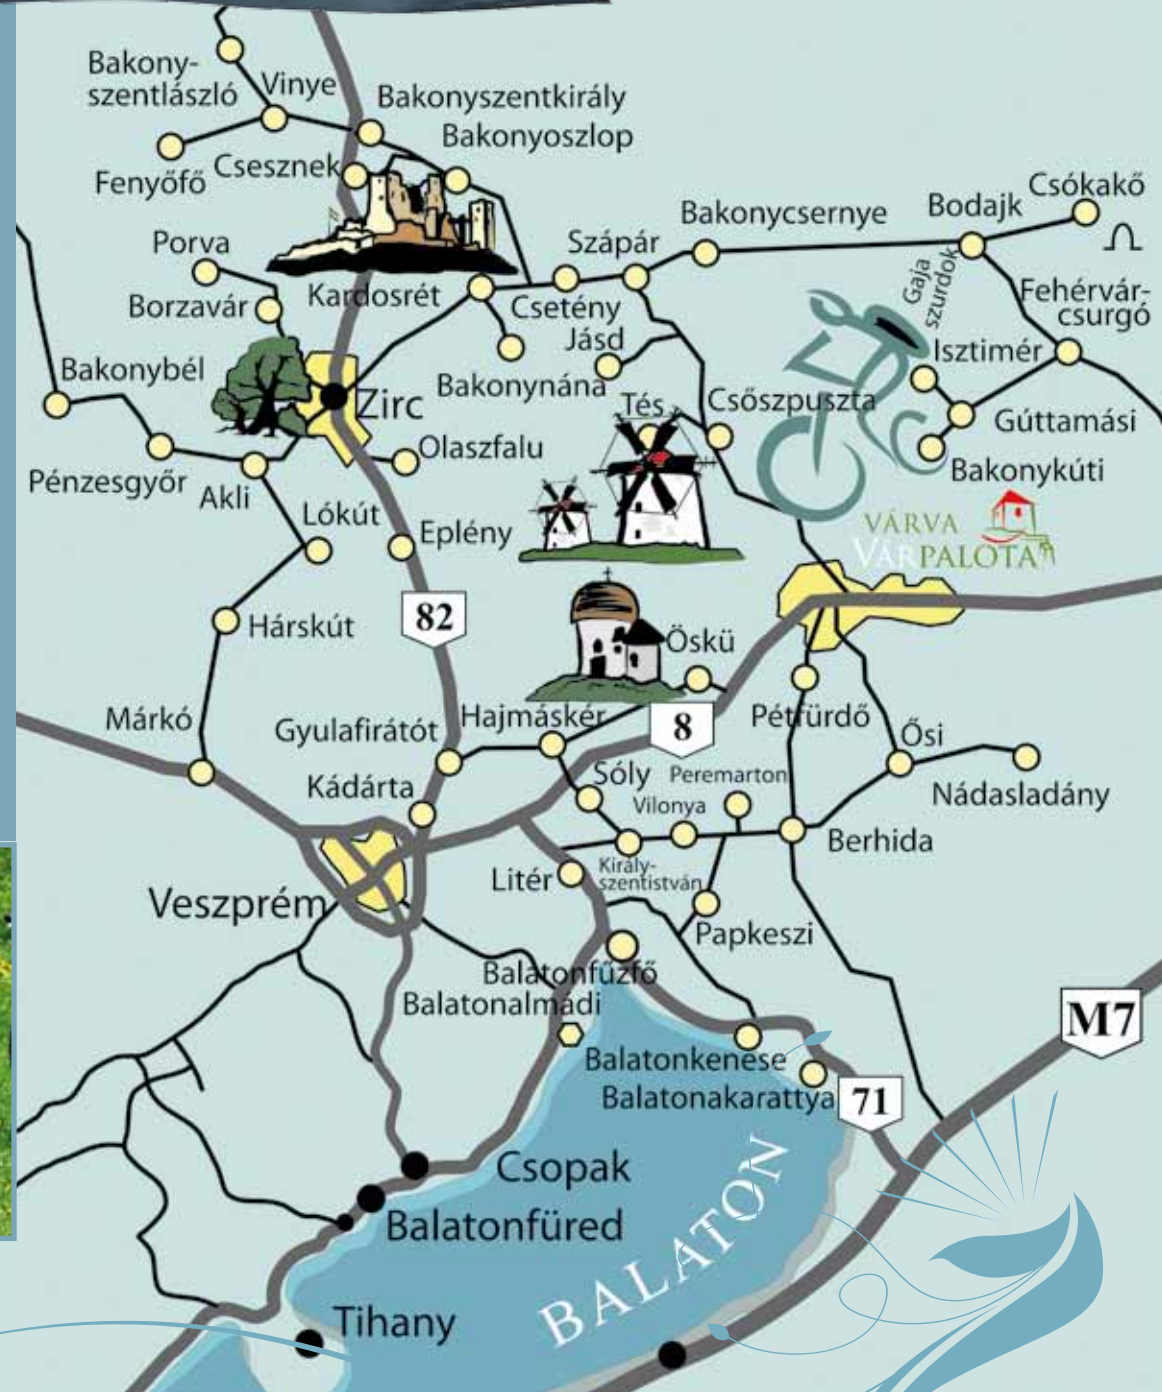 Bakony-
szentlászló
Vinye
Bakonyszentkirály
Bakonyoszlop
Fenyőfő
Csesznek
Csókakő
Bodajk
Bakonycsernye
Szápár
Porva
Gaja
szurdok
Borzavár
Kardosrét
Csetény
Fehérvár-
csurgó
Jásd
Isztimér
Bakonybél
Bakonynána
Zirc
Tés
Csőszpuszta
Gúttamási
Olaszfalu
Bakonykúti
Pénzesgyőr
Akli
Lókút
Eplény
VÁRVA
VÁRPALOTA
82
Hárskút
Öskü
Márkó
Gyulafirátót
Hajmáskér
8
Pétfürdő
Ősi
Kádárta
Sóly
Peremarton
Vilonya
Nádasladány
Berhida
Litér
Király-
szentistván
Veszprém
Papkeszi
Balatonfűzfő
Balatonalmádi
M7
Balatonkenese
Balatonakarattya
71
Csopak
BALATON
Balatonfüred
Tihany